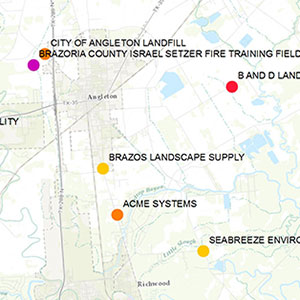 CITY OF ANGLETON LANDFILL
BRAZORIA COUNTY ISRAEL SETZER FIRE TRAINING FIELD
B AND D LAND
Angleton
LITY
BRAZOS LANDSCAPE SUPPLY
ACME SYSTEMS
SEABREEZE ENVIRO
Richwood